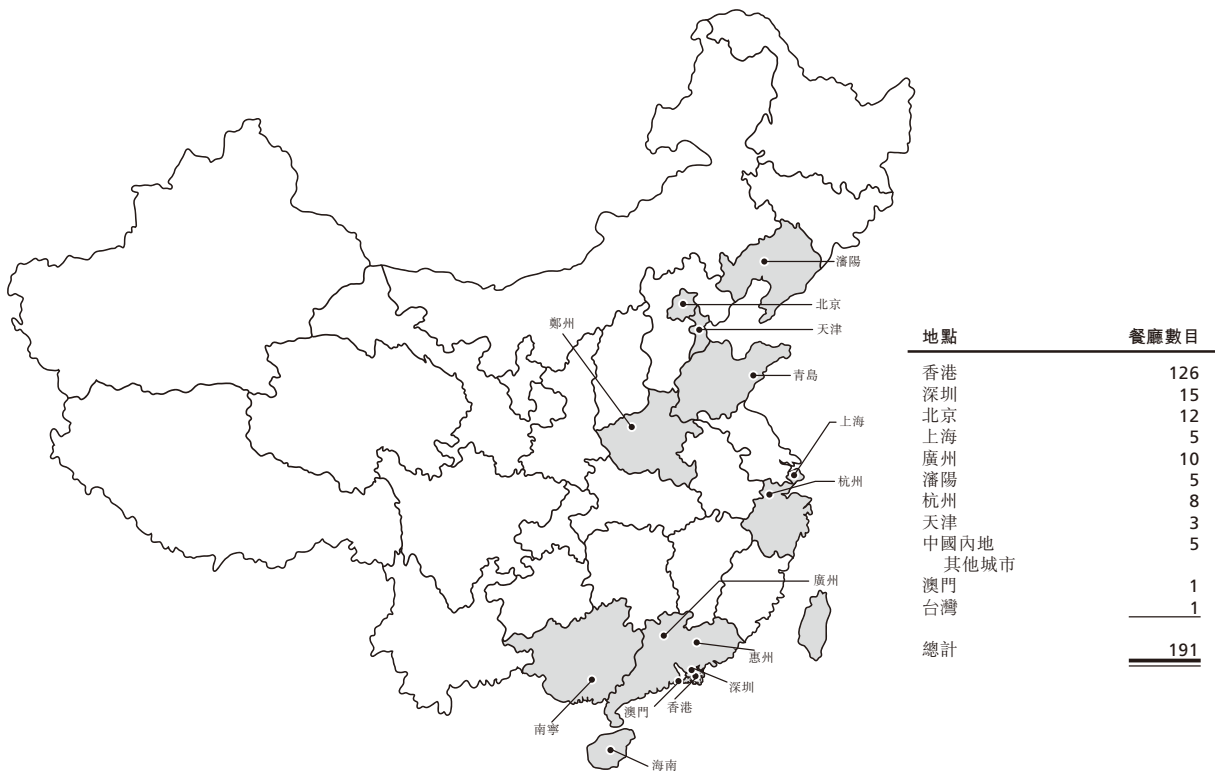 瀋陽
北京
鄭州
天津
青島
上海
杭州
廣州
惠州
深圳
香港
澳門
南寧
海南
地點 餐廳數目
香港 126
深圳 15
北京 12
上海 5
廣州 10
瀋陽 5
杭州 8
天津 3
中國內地 5
其他城市
澳門 1
台灣 1
總計 191